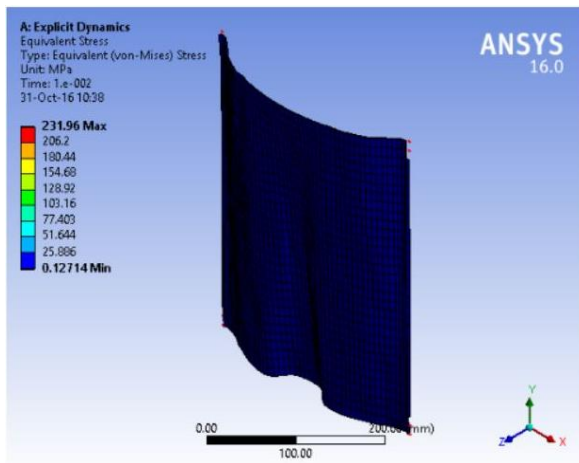 A: Explicit Dynamics
Equivalent Stress
Type: Equivalent (von-Mises) Stress
Unit: MPa
Time: 1.e-002
31-Oct-16 10:38
231.96 Max
206.2
180.44
154.68
128.92
103.16
77.403
51.644
25.886
0.12714 Min
ANSYS
16.0
0.00
200.00 (mm)
100.00
Y
Z
X